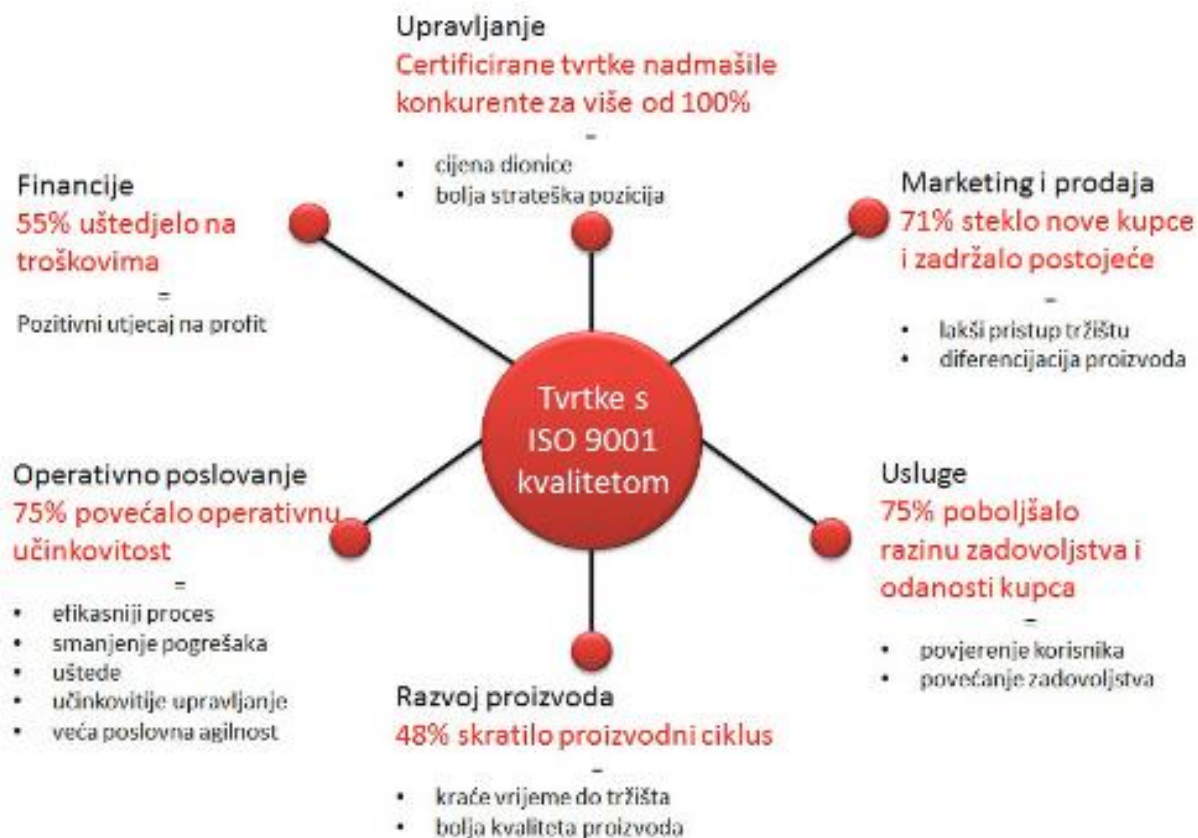 Upravljanje
Certificirane tvrtke nadmašile
konkurente za više od 100%
=
• cijena dionice
• bolja strateška pozicija
Financije
55% uštedjelo na
troškovima
=
Pozitivni utjecaj na profit
Marketing i prodaja
71% steklo nove kupce
i zadržalo postojeće
=
• lakši pristup tržištu
• diferencijacija proizvoda
Tvrtke s
ISO 9001
kvalitetom
Operativno poslovanje
75% povećalo operativnu
učinkovitost
=
• efikasniji proces
• smanjenje pogrešaka
• uštede
• učinkovitije upravljanje
• veća poslovna agilnost
Usluge
75% poboljšalo
razinu zadovoljstva i
odanosti kupca
=
• povjerenje korisnika
• povećanje zadovoljstva
Razvoj proizvoda
48% skratilo proizvodni ciklus
=
• kraće vrijeme do tržišta
• bolja kvaliteta proizvoda